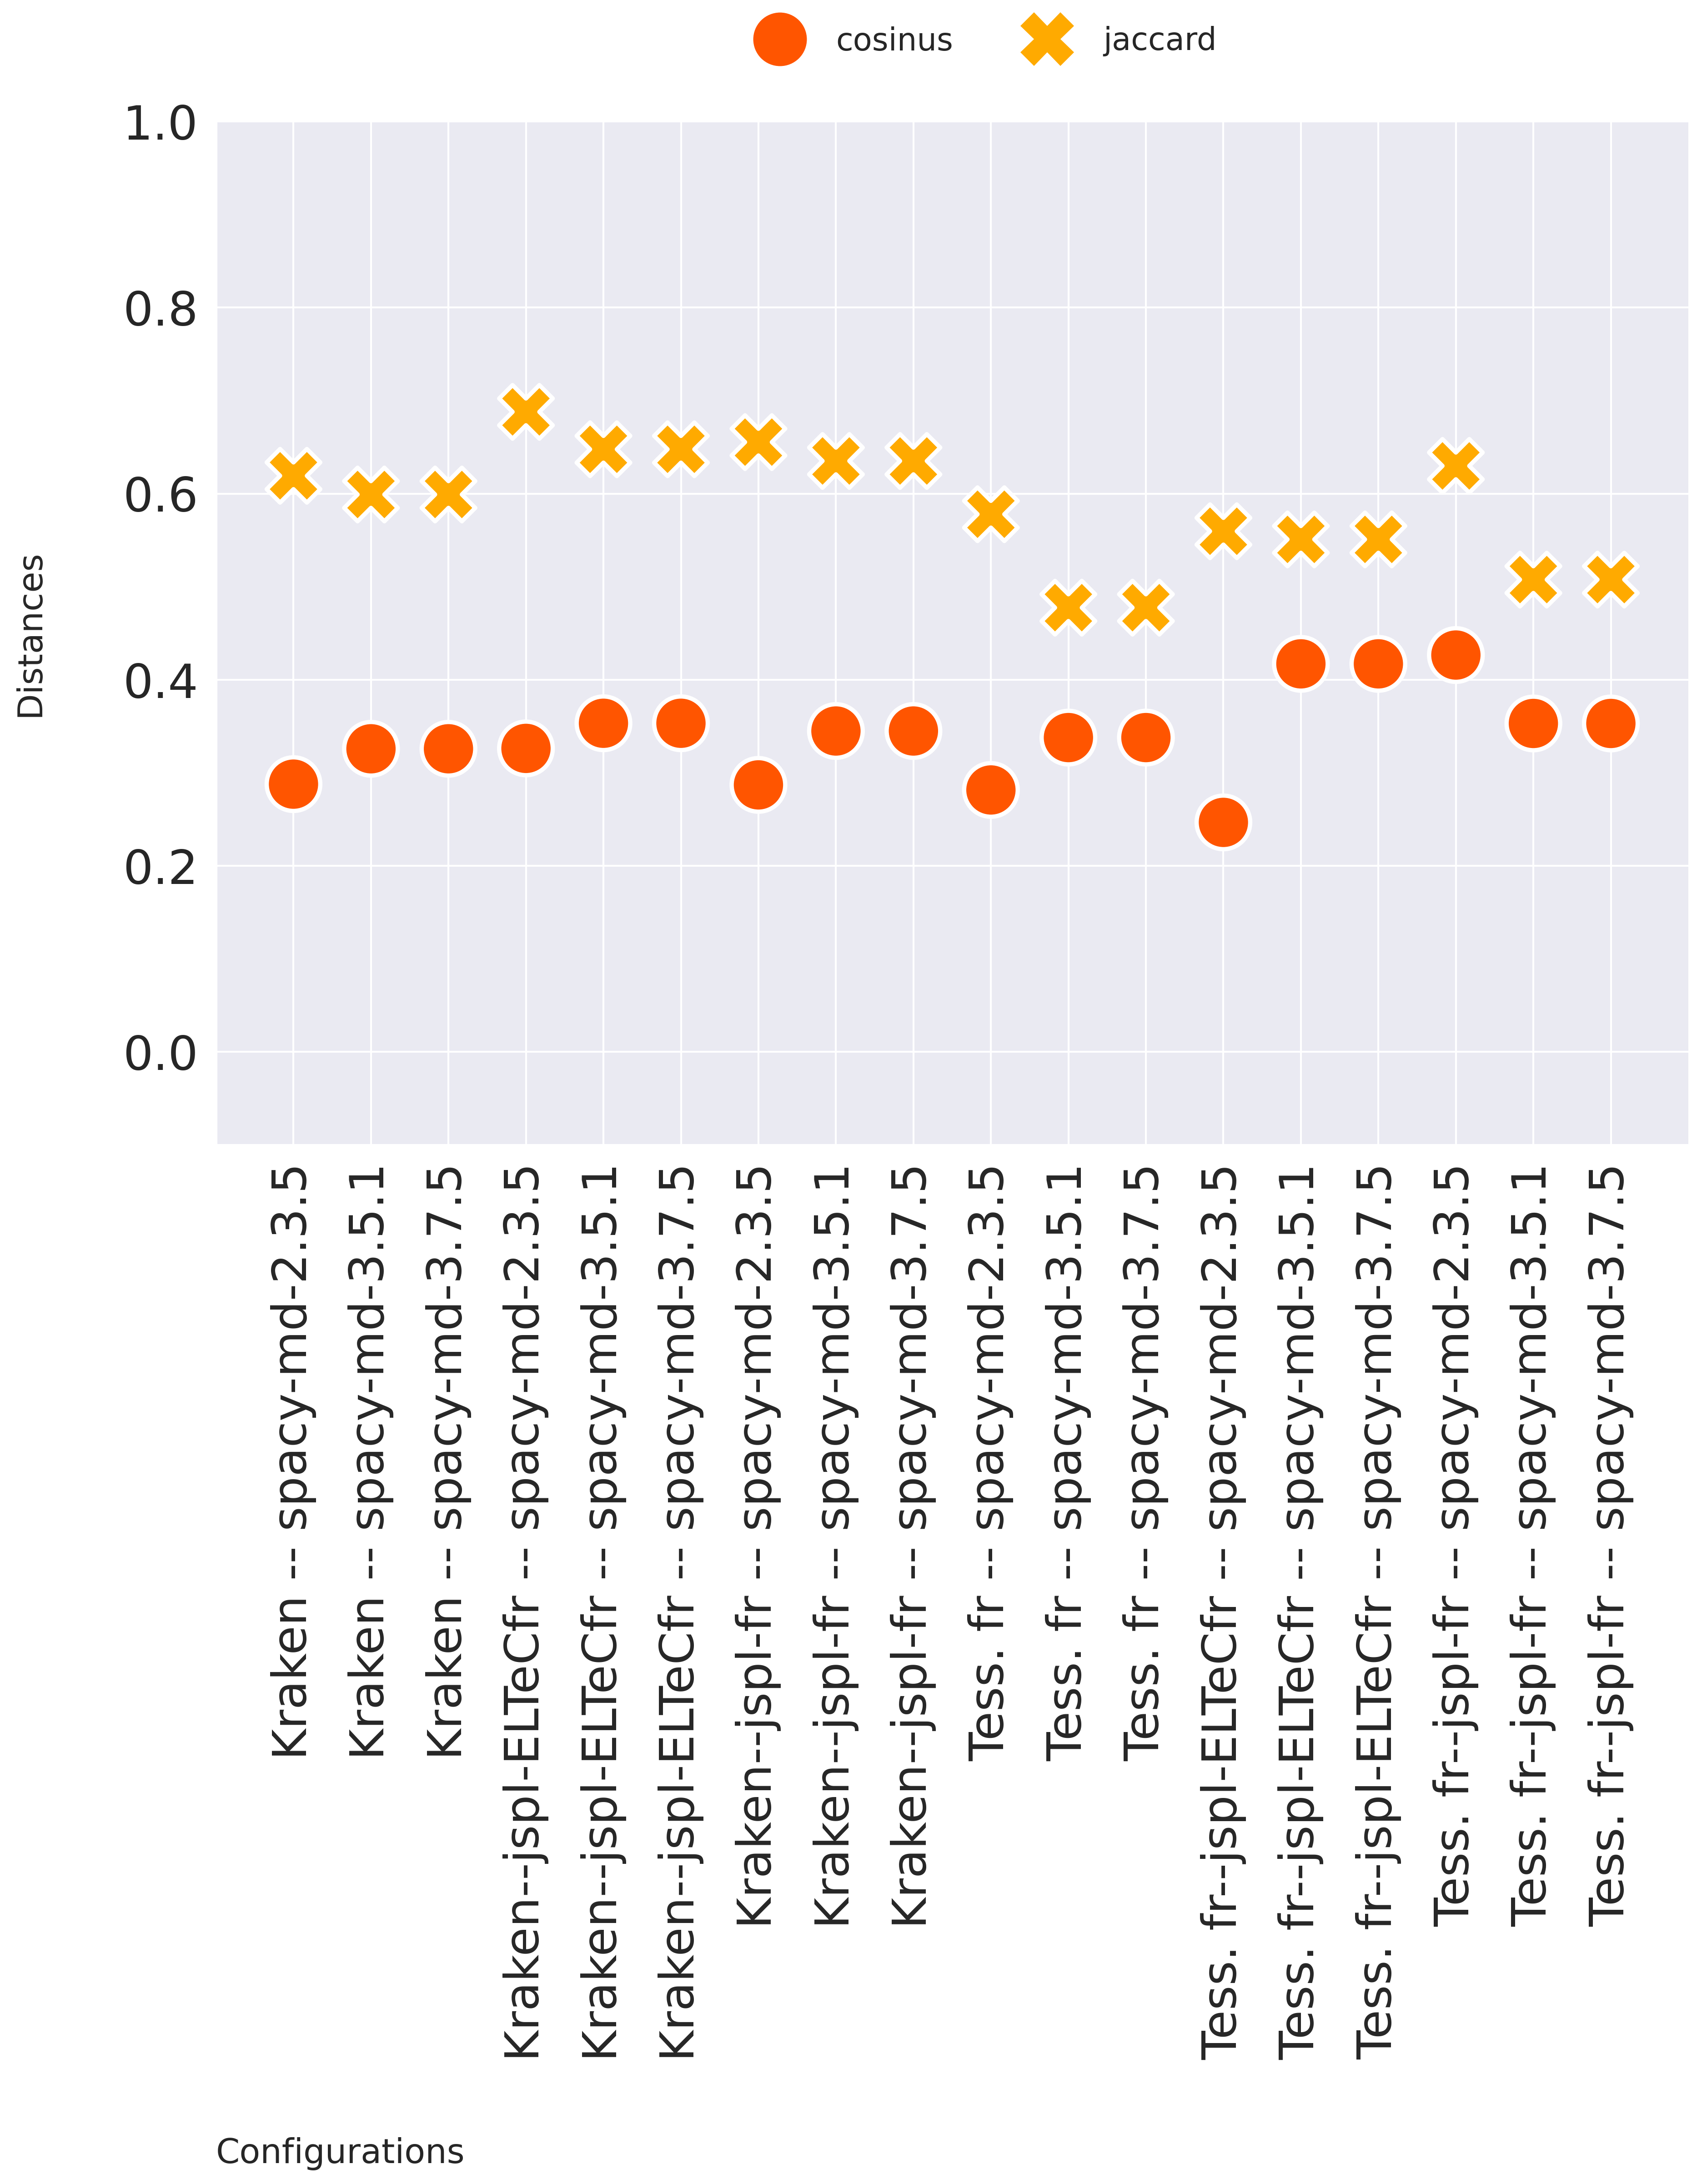 cosinus
jaccard
1.0
0.8
0.6
0.4
0.2
0.0
Distances
Kraken -- spacy-md-2.3.5
Kraken -- spacy-md-3.5.1
Kraken -- spacy-md-3.7.5
Kraken--jspl-ELTeCfr -- spacy-md-2.3.5
Kraken--jspl-ELTeCfr -- spacy-md-3.5.1
Kraken--jspl-ELTeCfr -- spacy-md-3.7.5
Kraken--jspl-fr -- spacy-md-2.3.5
Kraken--jspl-fr -- spacy-md-3.5.1
Kraken--jspl-fr -- spacy-md-3.7.5
Tess. fr -- spacy-md-2.3.5
Tess. fr -- spacy-md-3.5.1
Tess. fr -- spacy-md-3.7.5
Tess. fr--jspl-ELTeCfr -- spacy-md-2.3.5
Tess. fr--jspl-ELTeCfr -- spacy-md-3.5.1
Tess. fr--jspl-ELTeCfr -- spacy-md-3.7.5
Tess. fr--jspl-fr -- spacy-md-2.3.5
Tess. fr--jspl-fr -- spacy-md-3.5.1
Tess. fr--jspl-fr -- spacy-md-3.7.5
Configurations